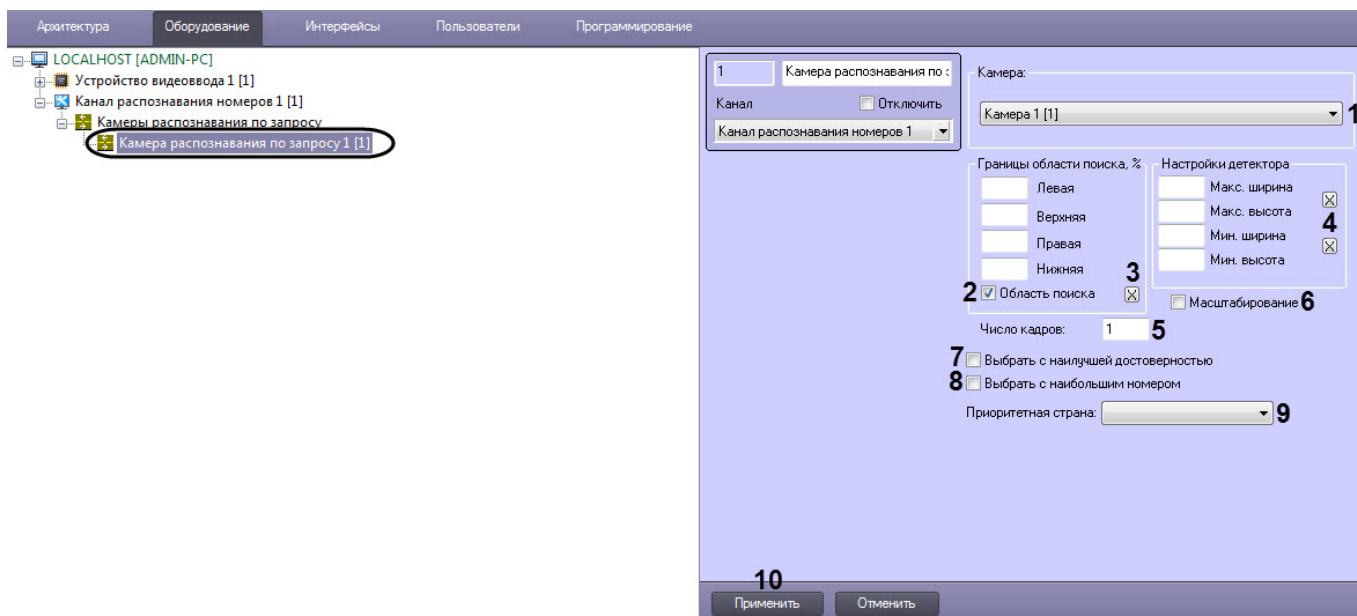 Архитектура Оборудование Интерфейсы Пользователи Программирование
LOCALHOST [ADMIN-PC]
Устройство видеоввода 1 [1]
Канал распознавания номеров 1 [1]
Камеры распознавания по запросу
Камера распознавания по запросу 1 [1]
1 Камера распознавания по з
Канал Отключить
Канал распознавания номеров 1
Камера:
Камера 1 [1] 1
Границы области поиска, %
Левая
Верхняя
Правая
Нижняя
3
2 Область поиска
Настройки детектора
Макс. ширина
Макс. высота
4
Мин. ширина
Мин. высота
Масштабирование 6
Число кадров: 1 5
7 Выбрать с наилучшей достоверностью
8 Выбрать с наибольшим номером
Приоритетная страна: 9
10
Применить Отменить